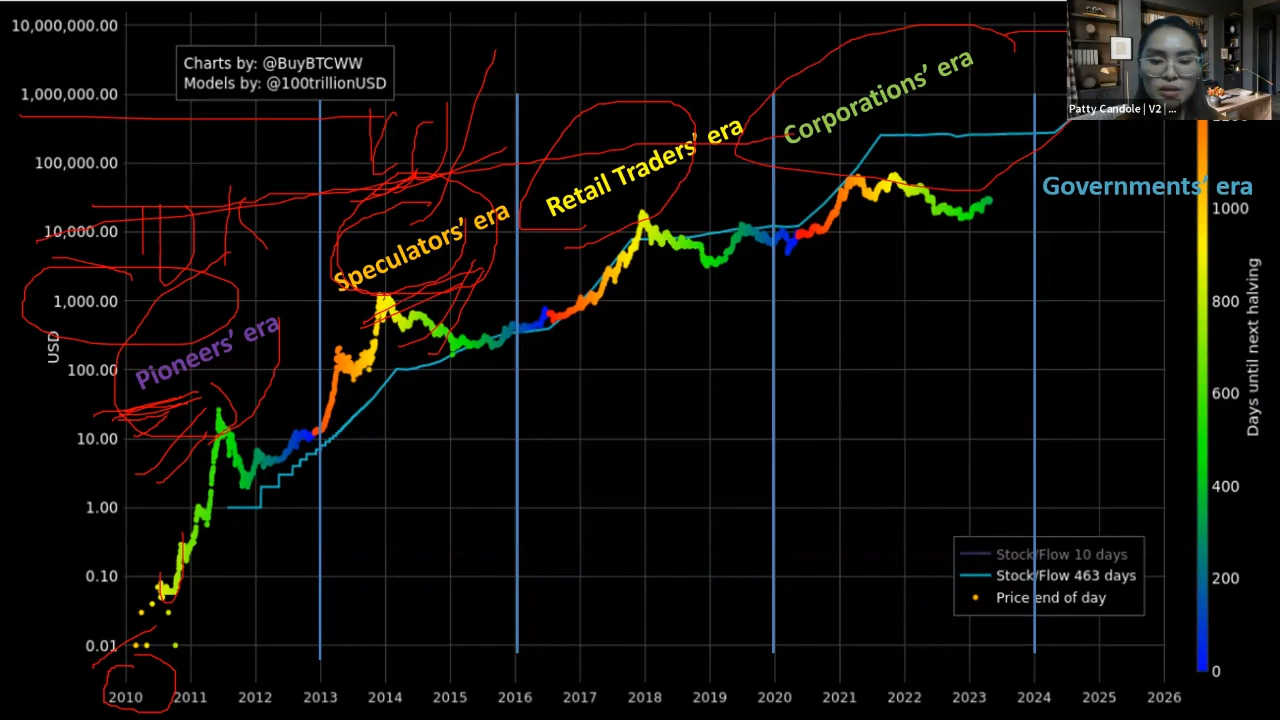 10,000,000.00
1,000,000.00
100,000.00
10,000.00
1,000.00
100.00
10.00
1.00
0.10
0.01
USD
Charts by: @BuyBTCWW
Models by: @100trillionUSD
Pioneers' era
Speculators' era
Retail Traders' era
Corporations' era
Governments' era
Patty Candole | V2 | ...
1000
800
600
400
200
0
Days until next halving
Stock/Flow 10 days
Stock/Flow 463 days
Price end of day
2010 2011 2012 2013 2014 2015 2016 2017 2018 2019 2020 2021 2022 2023 2024 2025 2026